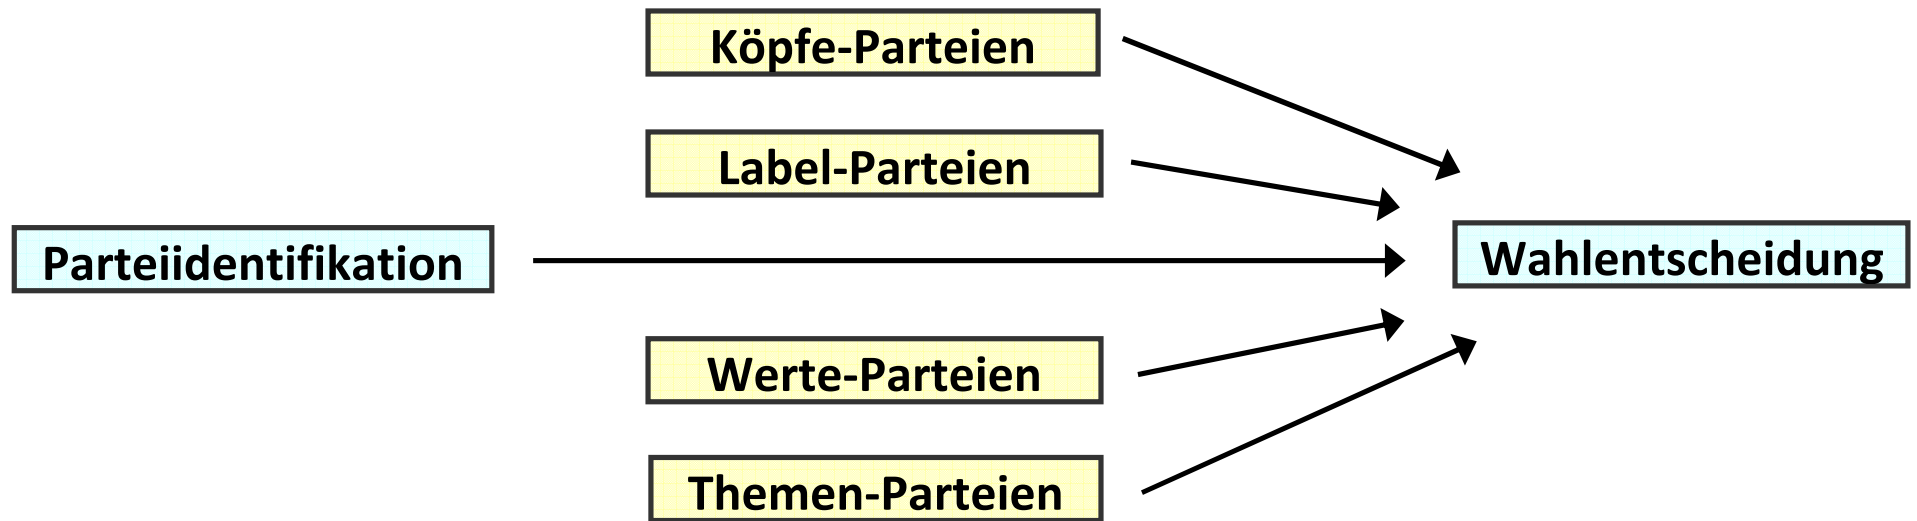 Köpfe-Parteien
Label-Parteien
Parteiidentifikation
Wahlentscheidung
Werte-Parteien
Themen-Parteien